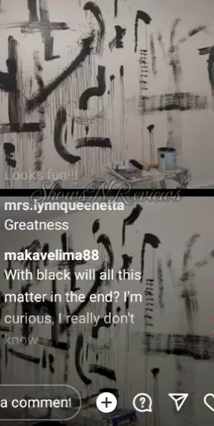 Looks fun!!!
ShowsNReviews
mrs.lynnqueenetta
Greatness
makavelima88
With black will all this
matter in the end? I'm
curious, I really don't
know
a comment